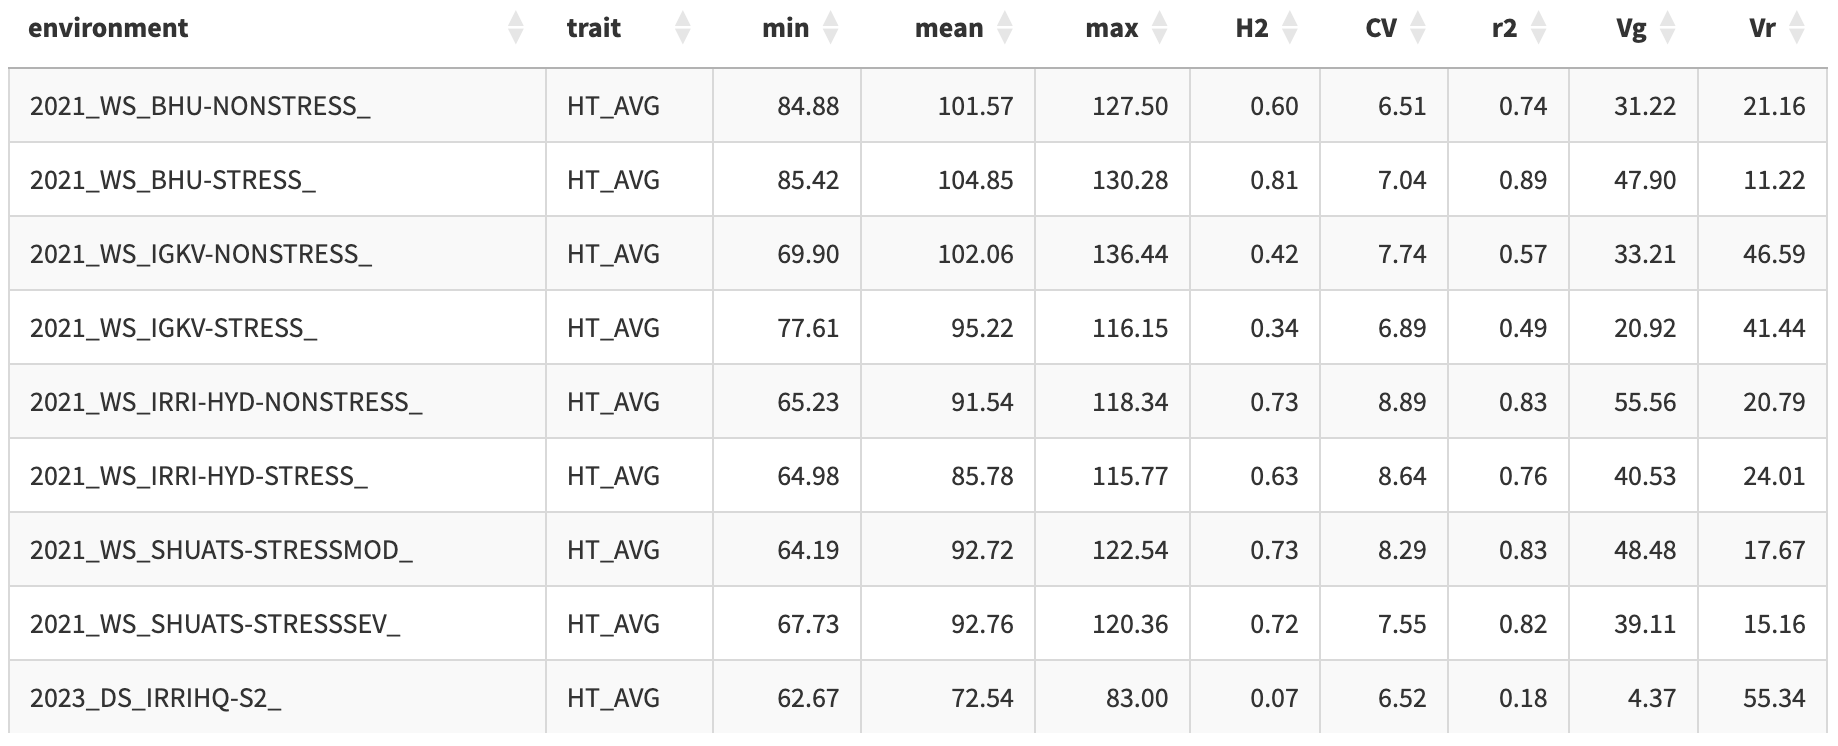 environment trait min mean max H2 CV r2 Vg Vr
2021_WS_BHU-NONSTRESS_ HT_AVG 84.88 101.57 127.50 0.60 6.51 0.74 31.22 21.16
2021_WS_BHU-STRESS_ HT_AVG 85.42 104.85 130.28 0.81 7.04 0.89 47.90 11.22
2021_WS_IGKV-NONSTRESS_ HT_AVG 69.90 102.06 136.44 0.42 7.74 0.57 33.21 46.59
2021_WS_IGKV-STRESS_ HT_AVG 77.61 95.22 116.15 0.34 6.89 0.49 20.92 41.44
2021_WS_IRRI-HYD-NONSTRESS_ HT_AVG 65.23 91.54 118.34 0.73 8.89 0.83 55.56 20.79
2021_WS_IRRI-HYD-STRESS_ HT_AVG 64.98 85.78 115.77 0.63 8.64 0.76 40.53 24.01
2021_WS_SHUATS-STRESSMOD_ HT_AVG 64.19 92.72 122.54 0.73 8.29 0.83 48.48 17.67
2021_WS_SHUATS-STRESSSEV_ HT_AVG 67.73 92.76 120.36 0.72 7.55 0.82 39.11 15.16
2023_DS_IRRIHQ-S2_ HT_AVG 62.67 72.54 83.00 0.07 6.52 0.18 4.37 55.34